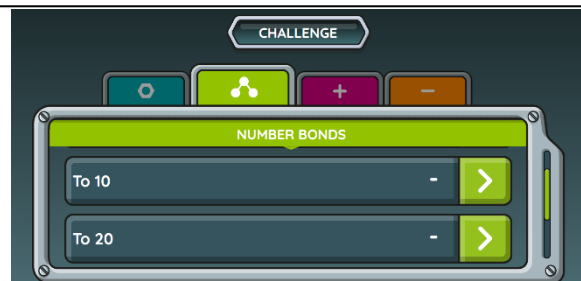 CHALLENGE
+ −
NUMBER BONDS
To 10 -
To 20 -